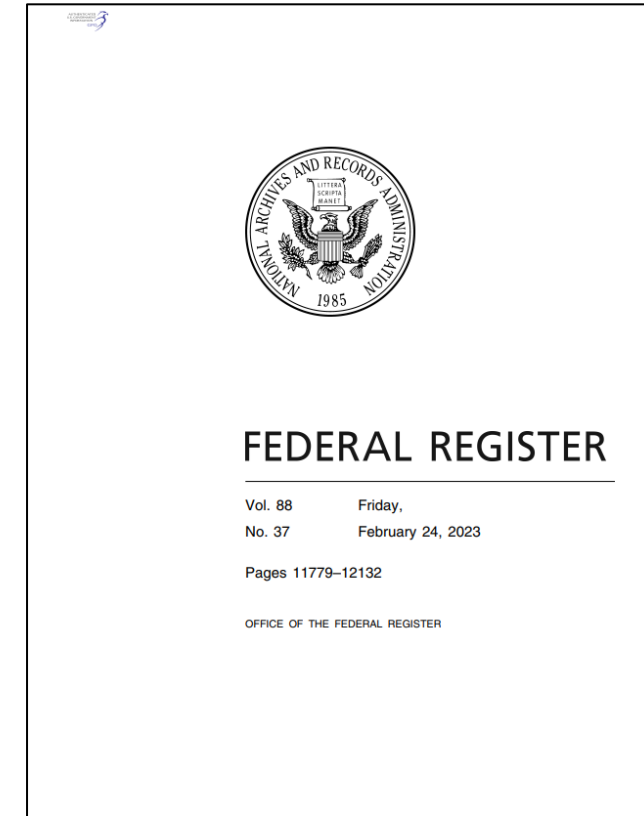 GPO
NATIONAL ARCHIVES AND RECORDS ADMINISTRATION
LITTERA
SCRIPTA
MANET
1985
FEDERAL REGISTER
Vol. 88 Friday,
No. 37 February 24, 2023
Pages 11779–12132
OFFICE OF THE FEDERAL REGISTER